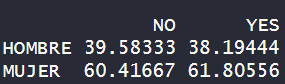 NO YES
HOMBRE 39.58333 38.19444
MUJER 60.41667 61.80556